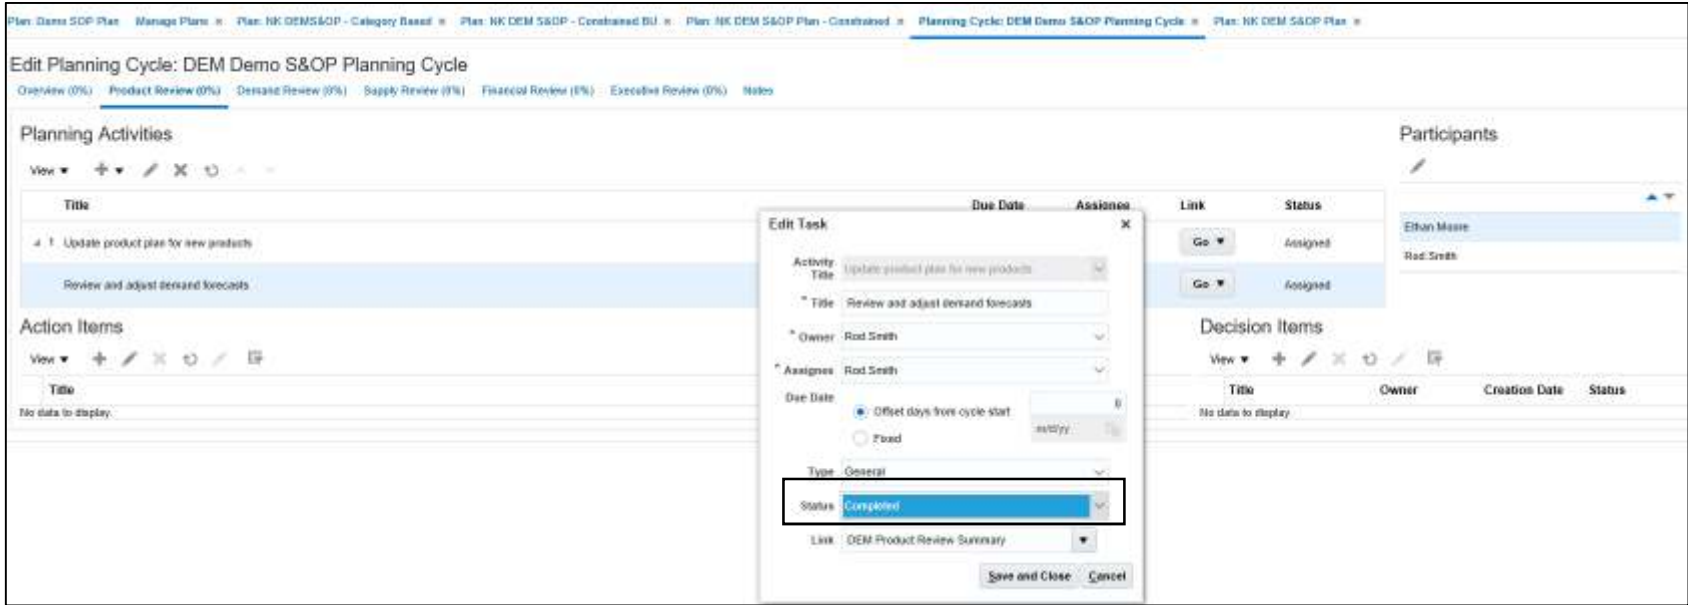 Plan: Demo SOP Plan Manage Plans × Plan: NK DEMS&OP - Category Based × Plan: NK DEM S&OP - Constrained BU × Plan: NK DEM S&OP Plan - Constrained × Planning Cycle: DEM Demo S&OP Planning Cycle × Plan: NK DEM S&OP Plan ×
Edit Planning Cycle: DEM Demo S&OP Planning Cycle
Overview (0%) Product Review (0%) Demand Review (0%) Supply Review (0%) Financial Review (0%) Executive Review (0%) Notes
Planning Activities
View
Title Due Date Assignee Link Status
1 Update product plan for new products Go Assigned
Review and adjust demand forecasts Go Assigned
Participants
Ethan Moore
Rod.Smith
Edit Task ×
Activity Title Update product plan for new products
* Title Review and adjust demand forecasts
* Owner Rod.Smith
* Assignee Rod.Smith
Due Date
Offset days from cycle start 0
Fixed m/d/yy
Type General
Status Completed
Link DEM Product Review Summary
Save and Close Cancel
Action Items
View
Title
No data to display.
Decision Items
View
Title Owner Creation Date Status
No data to display